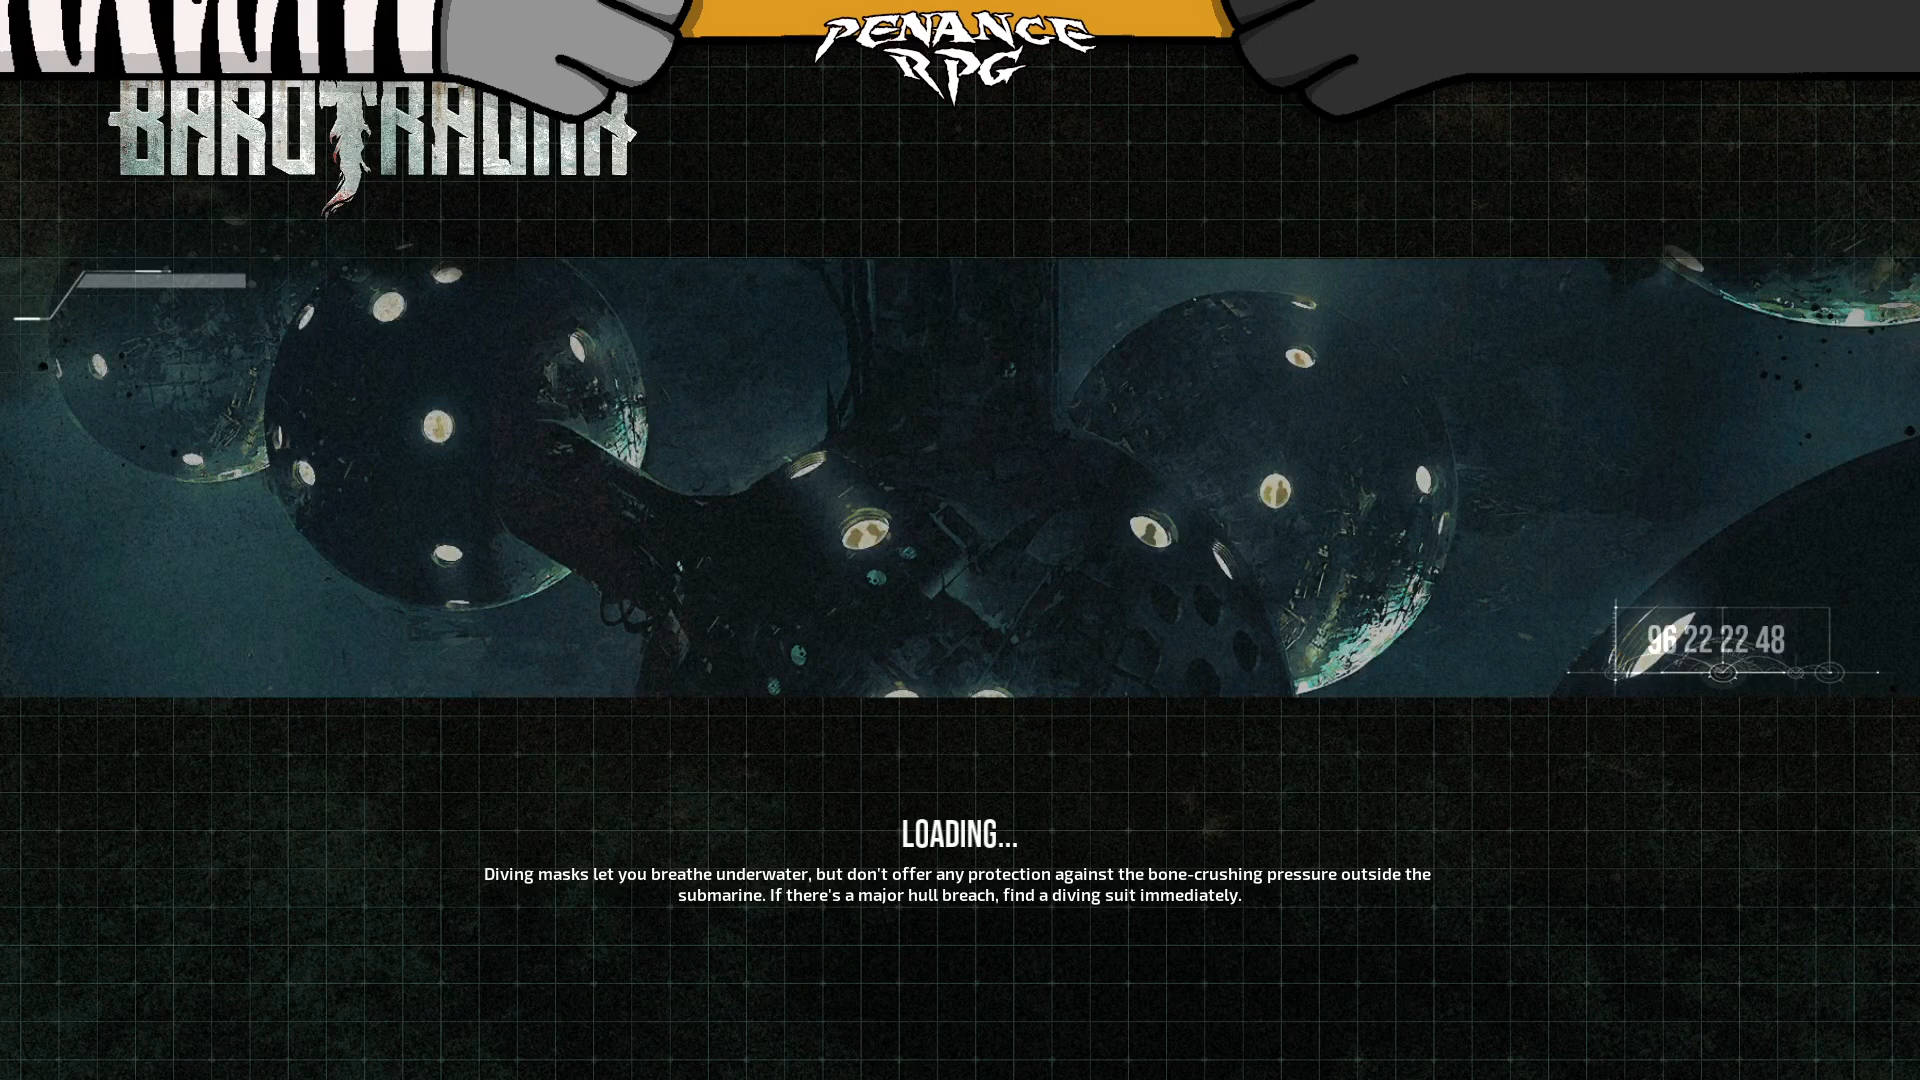 PENANCE
RPG
BAROTRAUMA
96 22 22 48
LOADING...
Diving masks let you breathe underwater, but don't offer any protection against the bone-crushing pressure outside the
submarine. If there's a major hull breach, find a diving suit immediately.